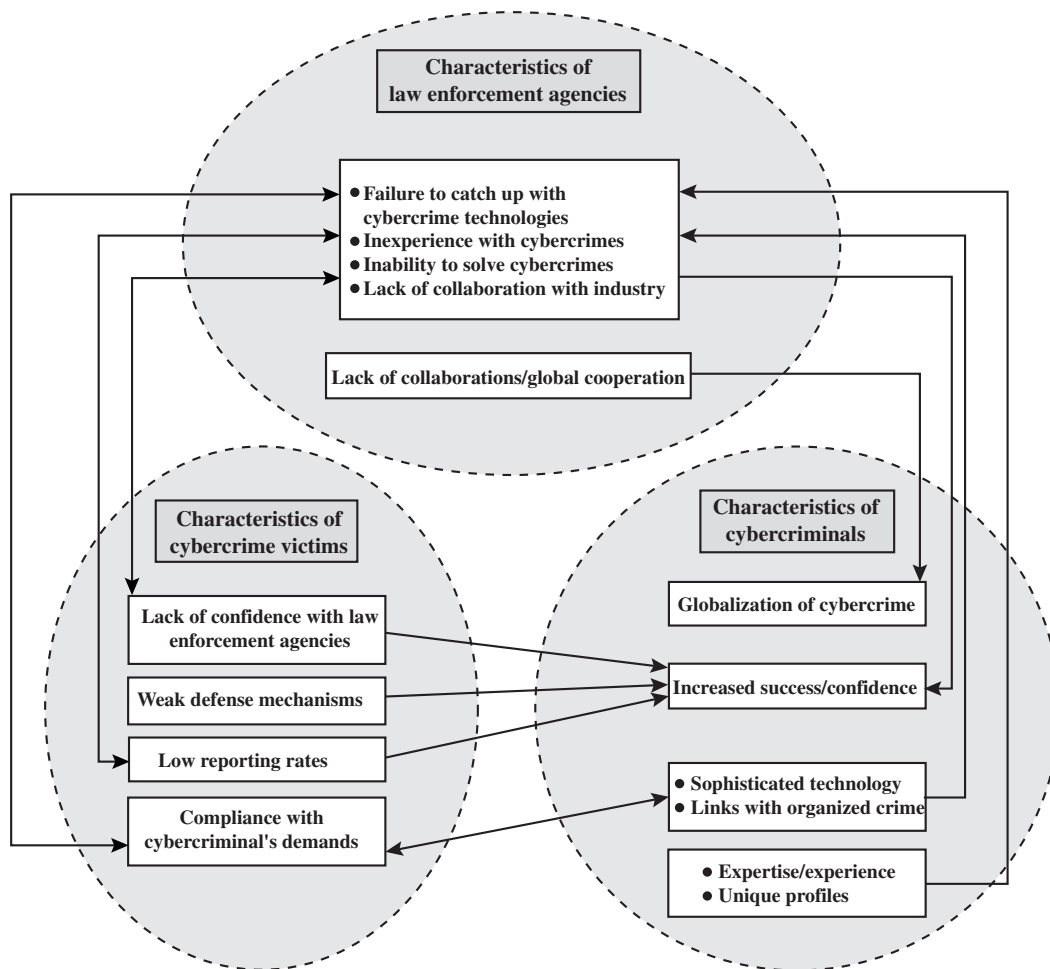 Characteristics of
law enforcement agencies
● Failure to catch up with
cybercrime technologies
● Inexperience with cybercrimes
● Inability to solve cybercrimes
● Lack of collaboration with industry
Lack of collaborations/global cooperation
Characteristics of
cybercrime victims
Lack of confidence with law
enforcement agencies
Weak defense mechanisms
Low reporting rates
Compliance with
cybercriminal's demands
Characteristics of
cybercriminals
Globalization of cybercrime
Increased success/confidence
● Sophisticated technology
● Links with organized crime
● Expertise/experience
● Unique profiles